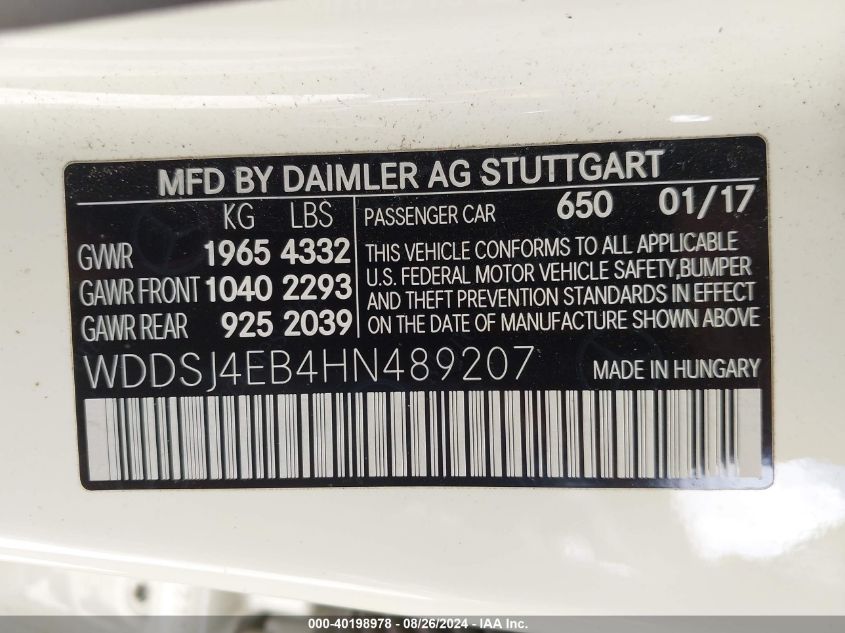 MFD BY DAIMLER AG STUTTGART
KG LBS
GVWR 1965 4332
GAWR FRONT 1040 2293
GAWR REAR 925 2039
PASSENGER CAR 650 01/17
THIS VEHICLE CONFORMS TO ALL APPLICABLE
U.S. FEDERAL MOTOR VEHICLE SAFETY,BUMPER
AND THEFT PREVENTION STANDARDS IN EFFECT
ON THE DATE OF MANUFACTURE SHOWN ABOVE
WDDSJ4EB4HN489207 MADE IN HUNGARY
000-40198978 - 08/26/2024 - IAA Inc.